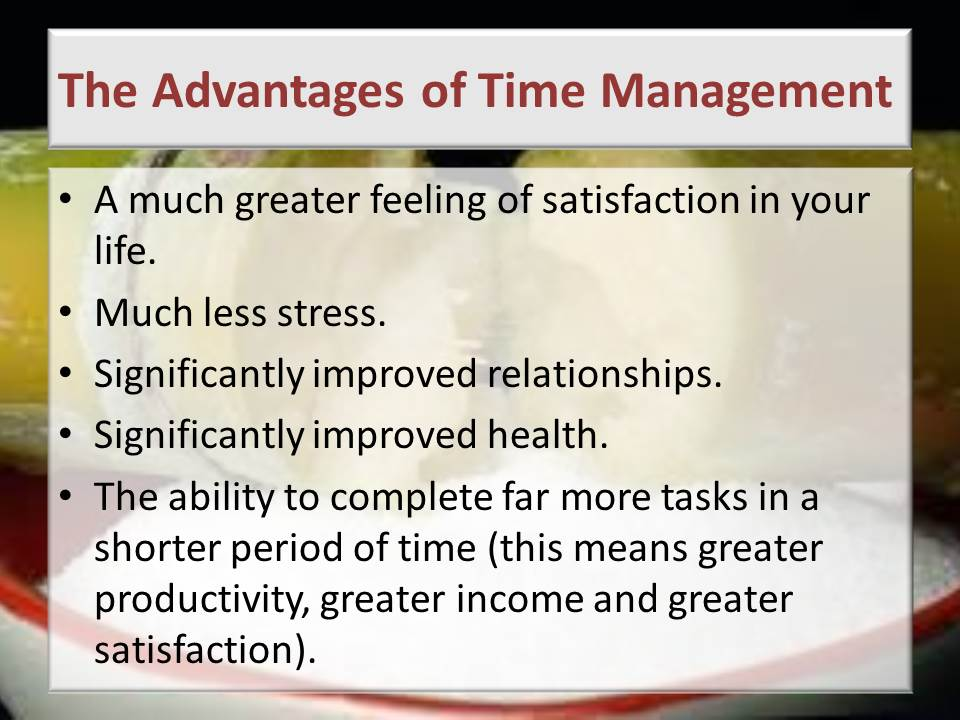 The Advantages of Time Management
• A much greater feeling of satisfaction in your
life.
• Much less stress.
• Significantly improved relationships.
• Significantly improved health.
• The ability to complete far more tasks in a
shorter period of time (this means greater
productivity, greater income and greater
satisfaction).